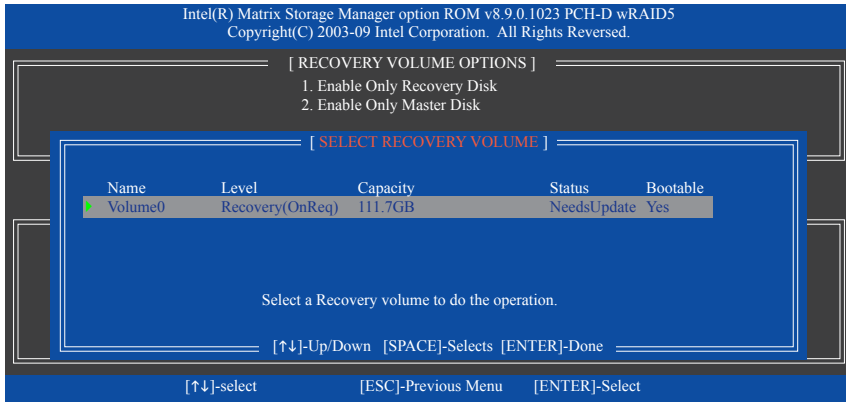 Intel(R) Matrix Storage Manager option ROM v8.9.0.1023 PCH-D wRAID5
Copyright(C) 2003-09 Intel Corporation. All Rights Reversed.
[ RECOVERY VOLUME OPTIONS ]
1. Enable Only Recovery Disk
2. Enable Only Master Disk
[ SELECT RECOVERY VOLUME ]
Name Level Capacity Status Bootable
Volume0 Recovery(OnReq) 111.7GB NeedsUpdate Yes
Select a Recovery volume to do the operation.
[↑↓]-Up/Down [SPACE]-Selects [ENTER]-Done
[↑↓]-select [ESC]-Previous Menu [ENTER]-Select